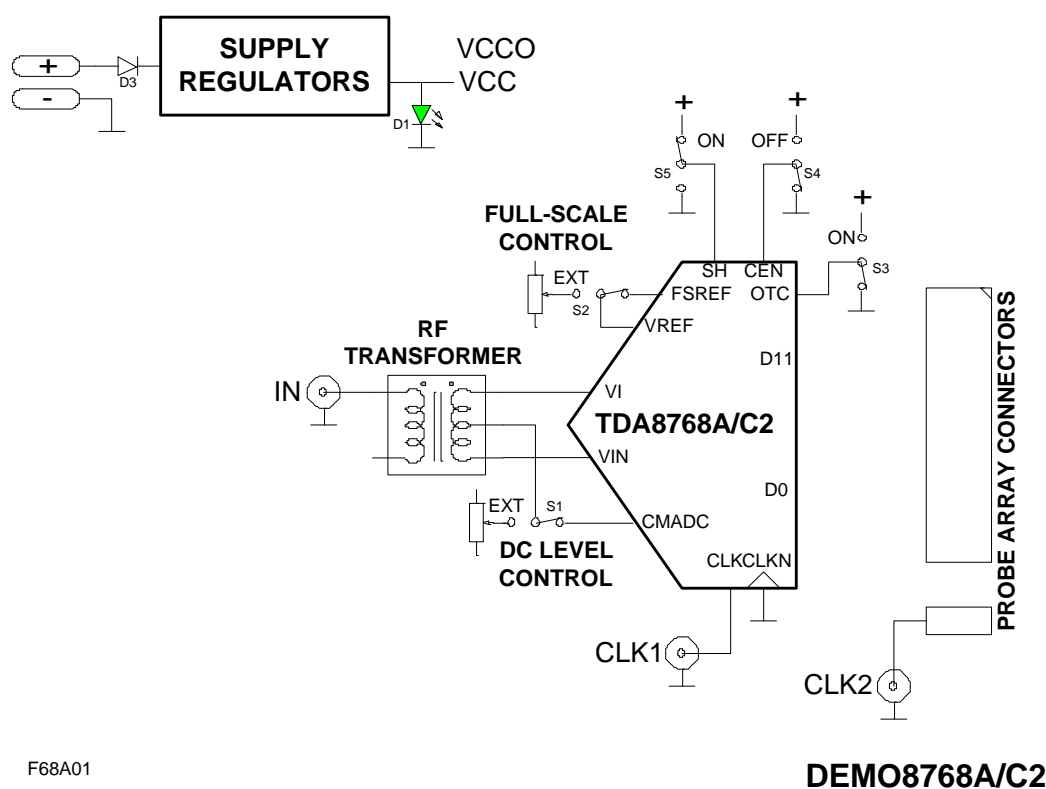 SUPPLY
REGULATORS
VCCO
VCC
+
-
D3
D1
+
+
ON
OFF
S5
S4
+
ON
S3
FULL-SCALE
CONTROL
EXT
S2
SH
CEN
FSREF
OTC
VREF
RF
TRANSFORMER
D11
IN
VI
TDA8768A/C2
VIN
D0
EXT
S1
CMADC
DC LEVEL
CONTROL
CLKCLKN
PROBE ARRAY CONNECTORS
CLK1
CLK2
F68A01
DEMO8768A/C2